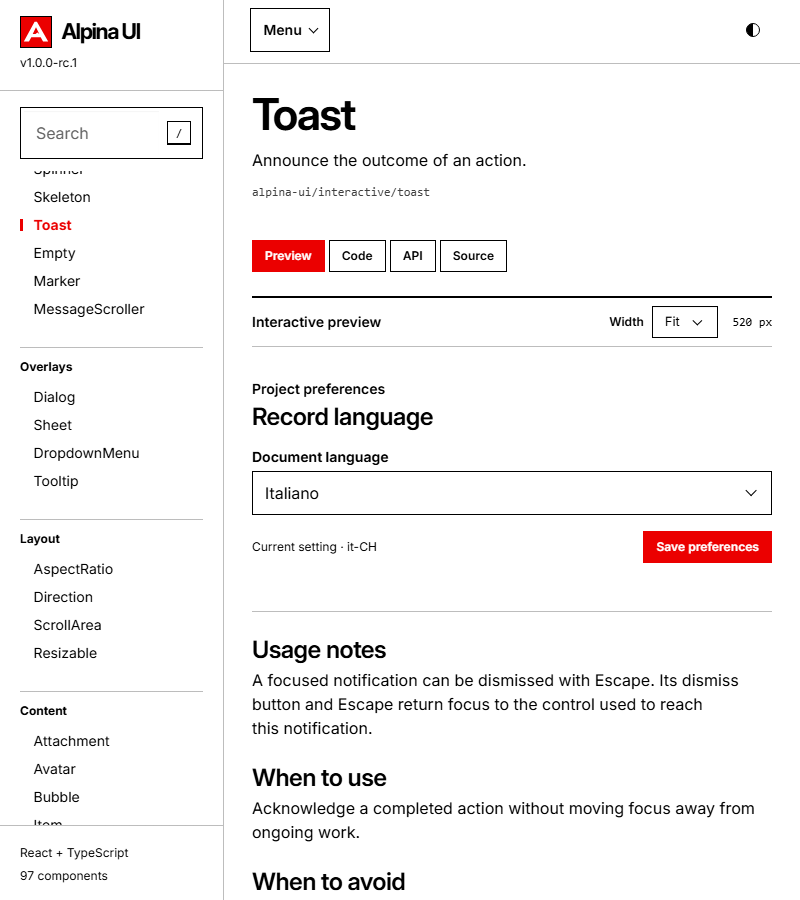 Alpina UI
v1.0.0-rc.1
Search /
Spinner
Skeleton
Toast
Empty
Marker
MessageScroller
Overlays
Dialog
Sheet
DropdownMenu
Tooltip
Layout
AspectRatio
Direction
ScrollArea
Resizable
Content
Attachment
Avatar
Bubble
Item
React + TypeScript
97 components
Menu
Toast
Announce the outcome of an action.
alpina-ui/interactive/toast
Preview Code API Source
Interactive preview Width Fit 520 px
Project preferences
Record language
Document language
Italiano
Current setting · it-CH Save preferences
Usage notes
A focused notification can be dismissed with Escape. Its dismiss
button and Escape return focus to the control used to reach
this notification.
When to use
Acknowledge a completed action without moving focus away from
ongoing work.
When to avoid